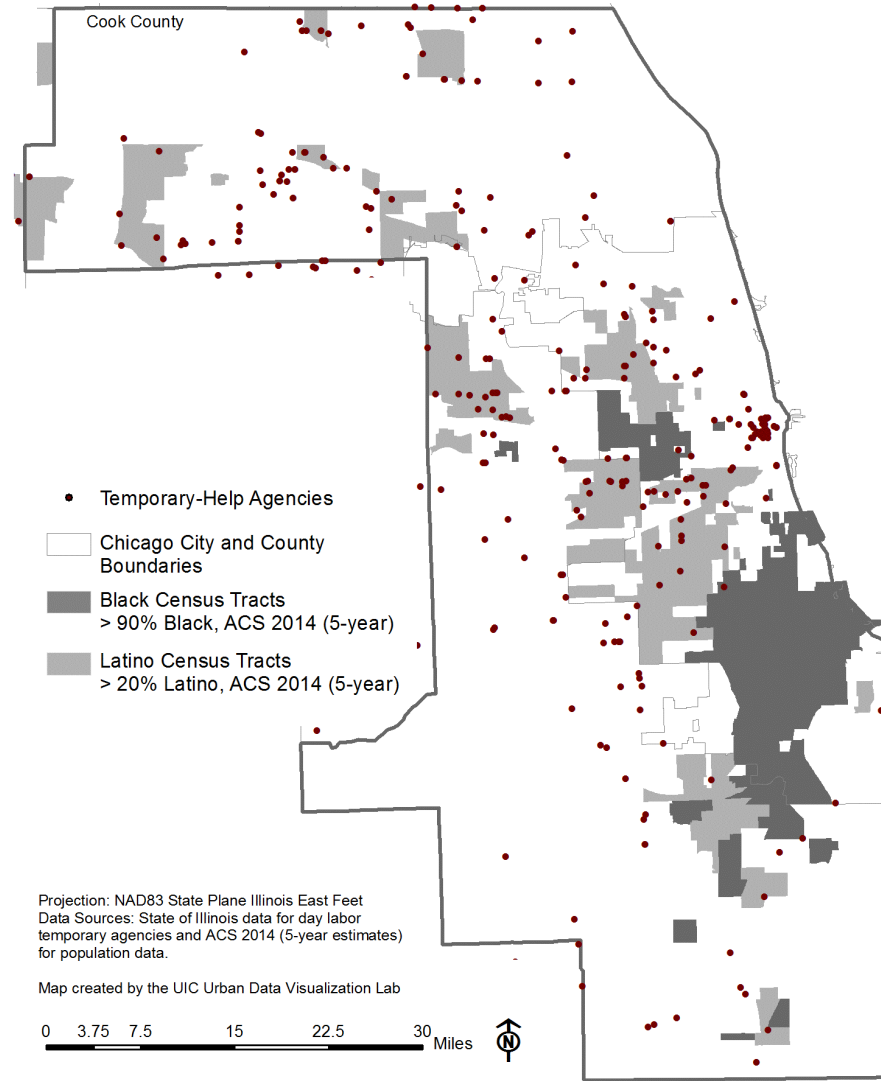 Cook County
Temporary-Help Agencies
Chicago City and County
Boundaries
Black Census Tracts
> 90% Black, ACS 2014 (5-year)
Latino Census Tracts
> 20% Latino, ACS 2014 (5-year)
Projection: NAD83 State Plane Illinois East Feet
Data Sources: State of Illinois data for day labor
temporary agencies and ACS 2014 (5-year estimates)
for population data.
Map created by the UIC Urban Data Visualization Lab
0 3.75 7.5 15 22.5 30
Miles
N